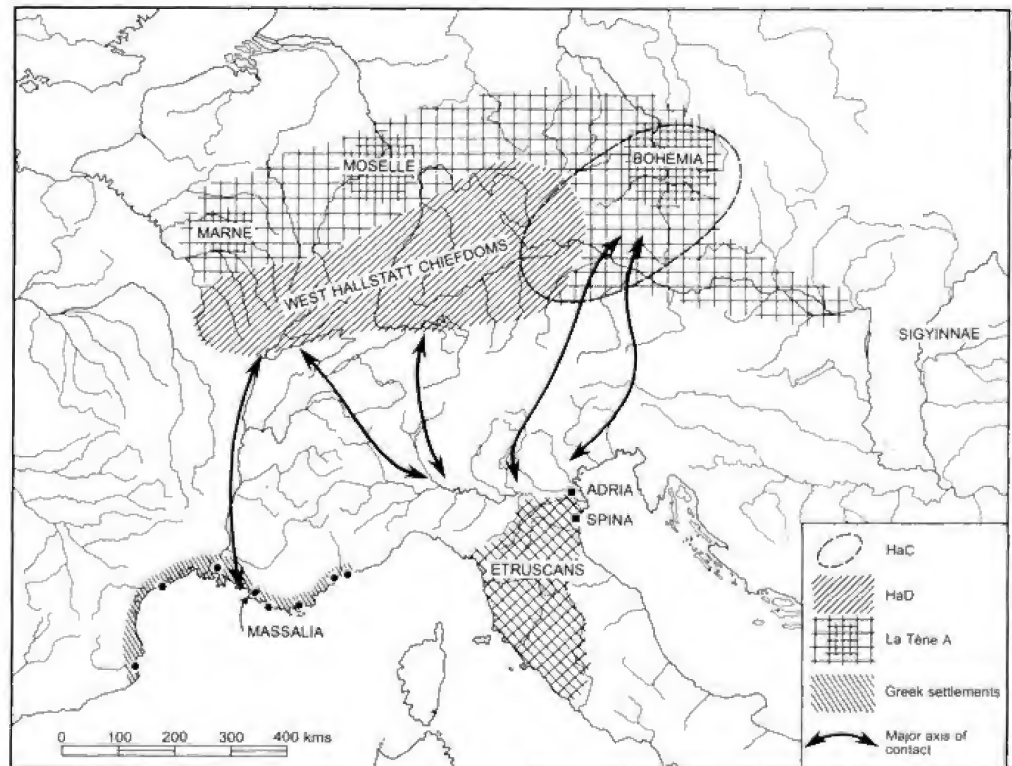 MOSELLE
BOHEMIA
MARNE
WEST HALLSTATT CHIEFDOMS
SIGYINNAE
ADRIA
SPINA
ETRUSCANS
MASSALIA
0 100 200 300 400 kms
HaC
HaD
La Tène A
Greek settlements
Major axis of
contact